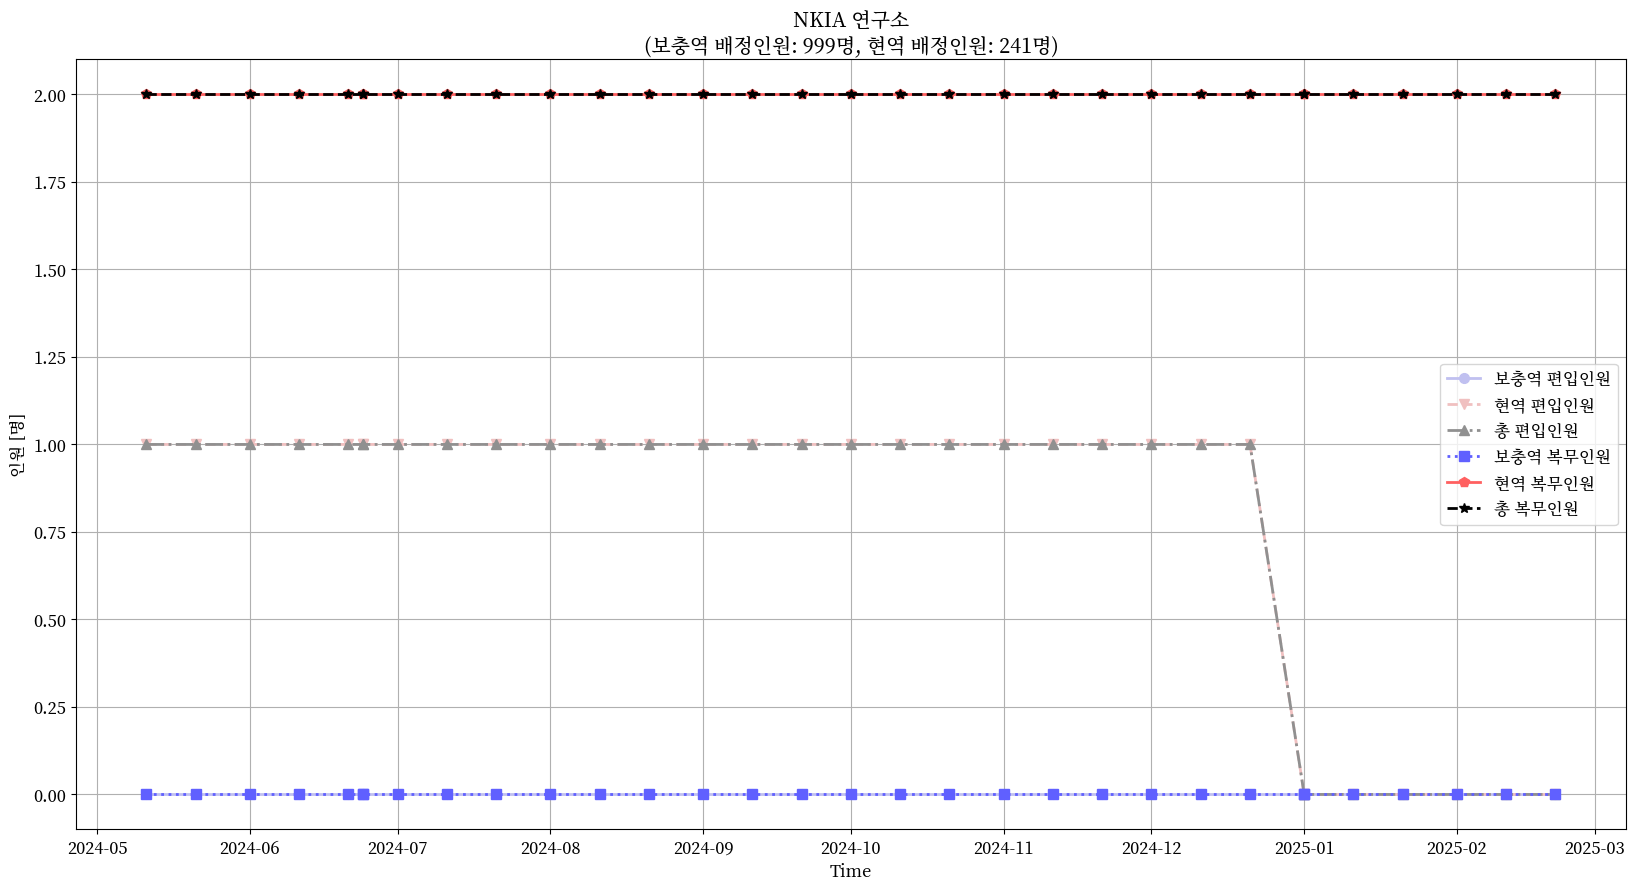 NKIA 연구소
(보충역 배정인원: 999명, 현역 배정인원: 241명)
인원 [명]
2.00
1.75
1.50
1.25
1.00
0.75
0.50
0.25
0.00
보충역 편입인원
현역 편입인원
총 편입인원
보충역 복무인원
현역 복무인원
총 복무인원
2024-05 2024-06 2024-07 2024-08 2024-09 2024-10 2024-11 2024-12 2025-01 2025-02 2025-03
Time